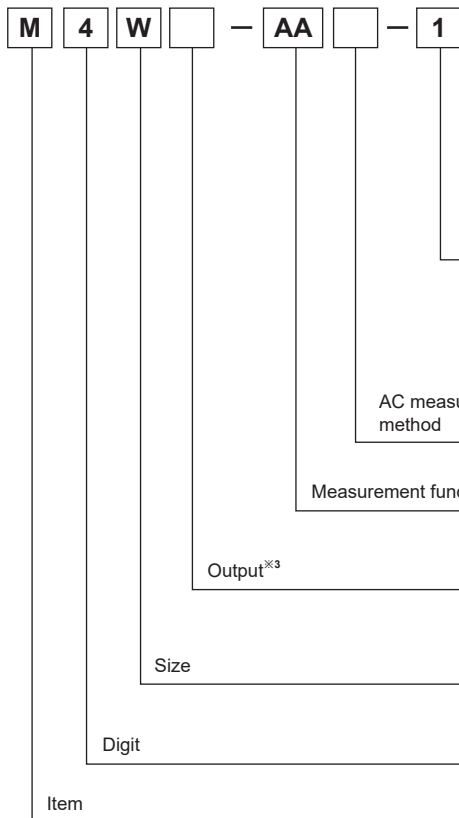 M 4 W — AA — 1
AC measu
method
Measurement func
Output※3
Size
Digit
Item